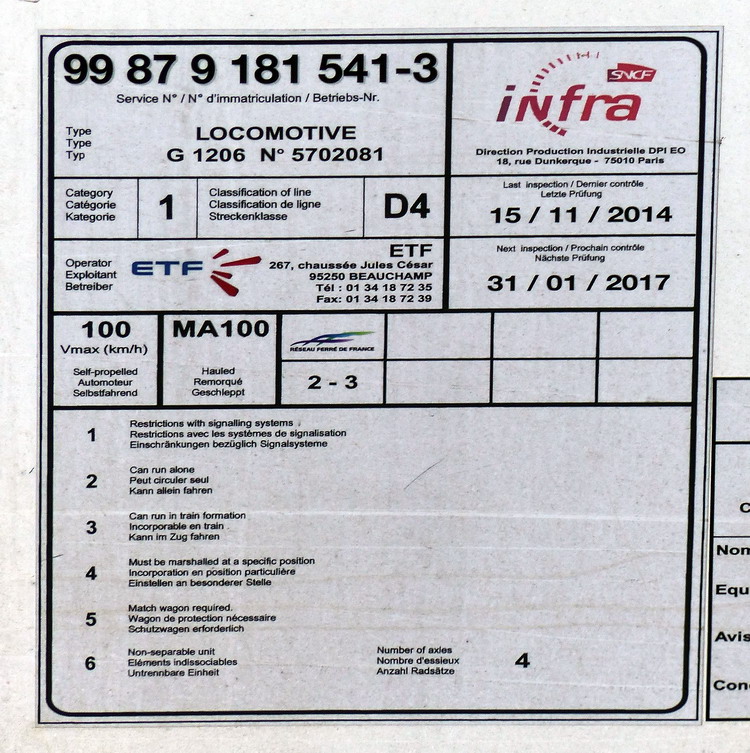 99 87 9 181 541-3
Service N° / N° d'immatriculation / Betriebs-Nr.
Type
Type
Typ
LOCOMOTIVE
G 1206 N° 5702081
SNCF
infra
Direction Production Industrielle DPI EO
18, rue Dunkerque - 75010 Paris
Category
Catégorie
Kategorie
1
Classification of line
Classification de ligne
Streckenklasse
D4
Last inspection / Dernier contrôle
Letzte Prüfung
15 / 11 / 2014
Operator
Exploitant
Betreiber
ETF
ETF
267, chaussée Jules César
95250 BEAUCHAMP
Tél : 01 34 18 72 35
Fax: 01 34 18 72 39
Next inspection / Prochain contrôle
Nächste Prüfung
31 / 01 / 2017
100
Vmax (km/h)
Self-propelled
Automoteur
Selbstfahrend
MA100
Hauled
Remorqué
Geschleppt
RÉSEAU FERRÉ DE FRANCE
2 - 3
1
Restrictions with signalling systems
Restrictions avec les systèmes de signalisation
Einschränkungen bezüglich Signalsysteme
2
Can run alone
Peut circuler seul
Kann allein fahren
3
Can run in train formation
Incorporable en train
Kann im Zug fahren
4
Must be marshalled at a specific position
Incorporation en position particulière
Einstellen an besonderer Stelle
5
Match wagon required.
Wagon de protection nécessaire
Schutzwagen erforderlich
6
Non-separable unit
Eléments indissociables
Untrennbare Einheit
Number of axles
Nombre d'essieux
Anzahl Radsätze
4
C
Nom
Equ
Avis
Con